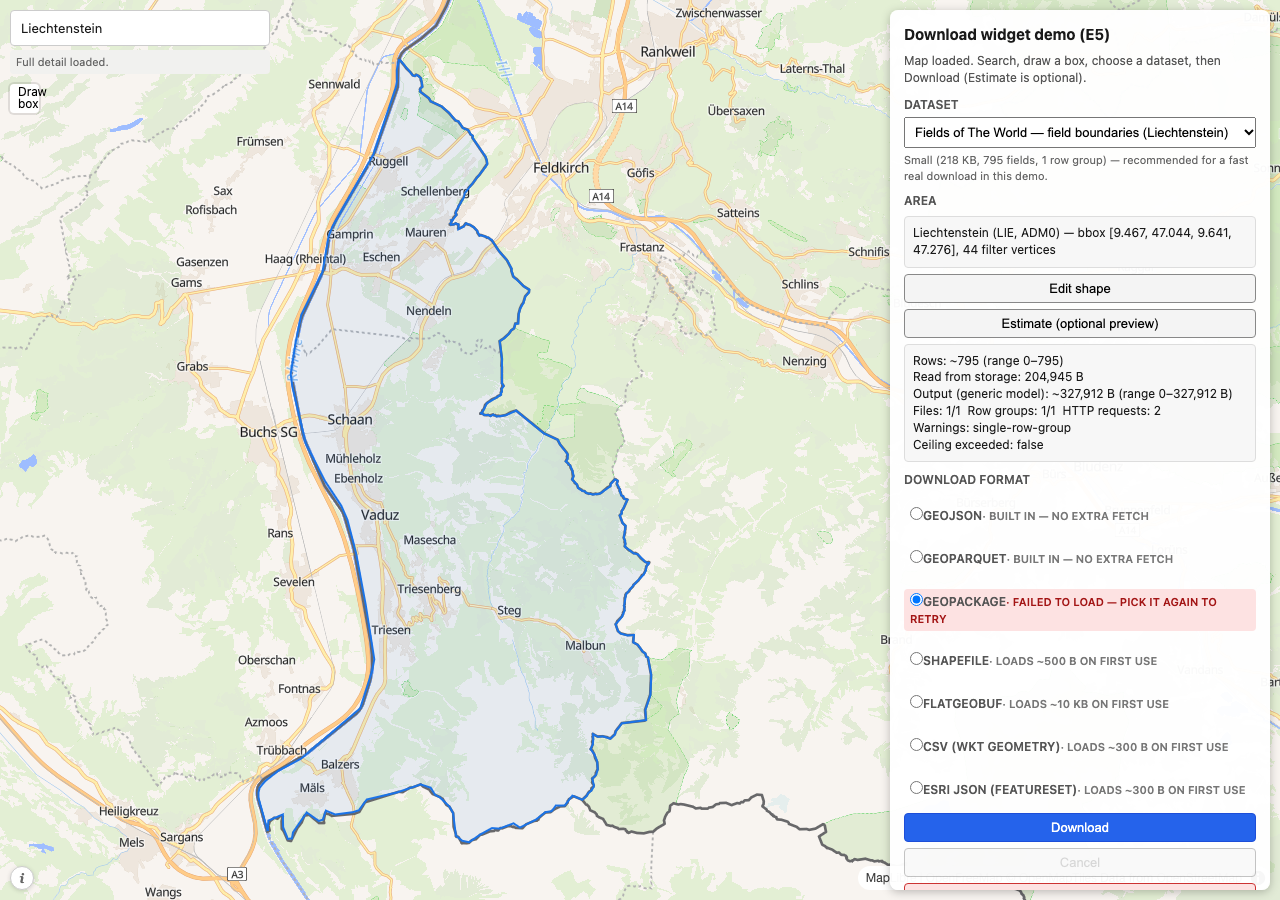 Liechtenstein
Full detail loaded.
Draw
box
Zwischenwasser
Rankweil
Laterns-Thal
Sennwald
A14
Übersaxen
Frümsen
Ruggell
Feldkirch
Göfis
Sax
Schellenberg
Rofisbach
A14
Satteins
Gamprin
Mauren
Frastanz
Schnifis
Gasenzen
Haag (Rheintal)
Eschen
Gams
Schlins
Nendeln
Grabs
Nenzing
Schaan
Buchs SG
Mühleholz
Ebenholz
Vaduz
Rans
Masescha
Sevelen
Triesenberg
Steg
Triesen
Malbun
Oberschan
Fontnas
Azmoos
Trübbach
Balzers
Mäls
Heiligkreuz
Sargans
Mels
A3
Wangs
i
Map
Download widget demo (E5)
Map loaded. Search, draw a box, choose a dataset, then
Download (Estimate is optional).
DATASET
Fields of The World — field boundaries (Liechtenstein)
Small (218 KB, 795 fields, 1 row group) — recommended for a fast
real download in this demo.
AREA
Liechtenstein (LIE, ADM0) — bbox [9.467, 47.044, 9.641,
47.276], 44 filter vertices
Edit shape
Estimate (optional preview)
Rows: ~795 (range 0–795)
Read from storage: 204,945 B
Output (generic model): ~327,912 B (range 0–327,912 B)
Files: 1/1 Row groups: 1/1 HTTP requests: 2
Warnings: single-row-group
Ceiling exceeded: false
DOWNLOAD FORMAT
GEOJSON· BUILT IN — NO EXTRA FETCH
GEOPARQUET· BUILT IN — NO EXTRA FETCH
GEOPACKAGE· FAILED TO LOAD — PICK IT AGAIN TO
RETRY
SHAPEFILE· LOADS ~500 B ON FIRST USE
FLATGEOBUF· LOADS ~10 KB ON FIRST USE
CSV (WKT GEOMETRY)· LOADS ~300 B ON FIRST USE
ESRI JSON (FEATURESET)· LOADS ~300 B ON FIRST USE
Download
Cancel